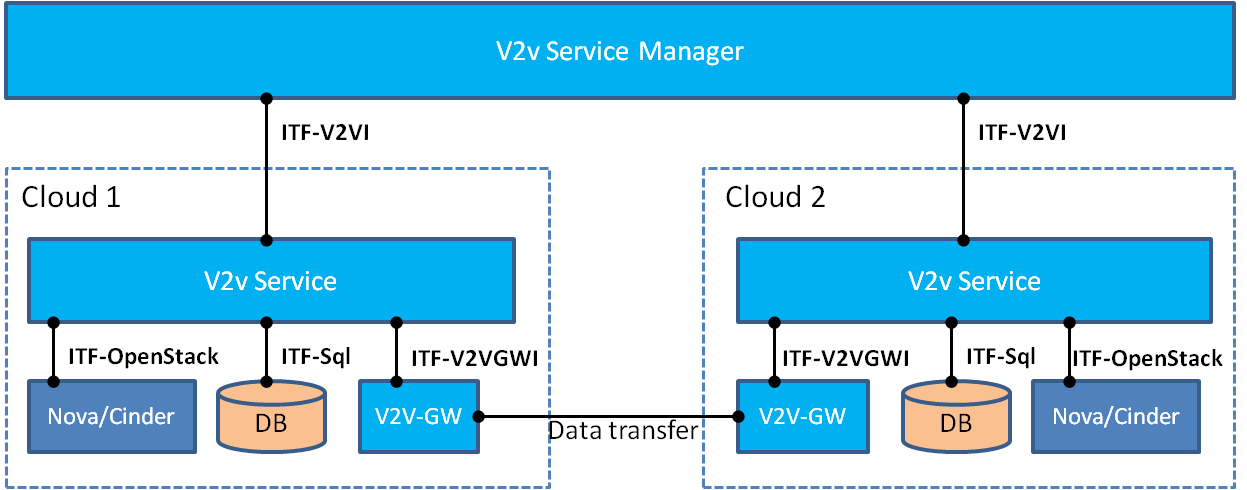 V2v Service Manager
ITF-V2VI
ITF-V2VI
Cloud 1
Cloud 2
V2v Service
V2v Service
ITF-OpenStack
ITF-Sql
ITF-V2VGWI
ITF-V2VGWI
ITF-Sql
ITF-OpenStack
Nova/Cinder
DB
V2V-GW
Data transfer
V2V-GW
DB
Nova/Cinder